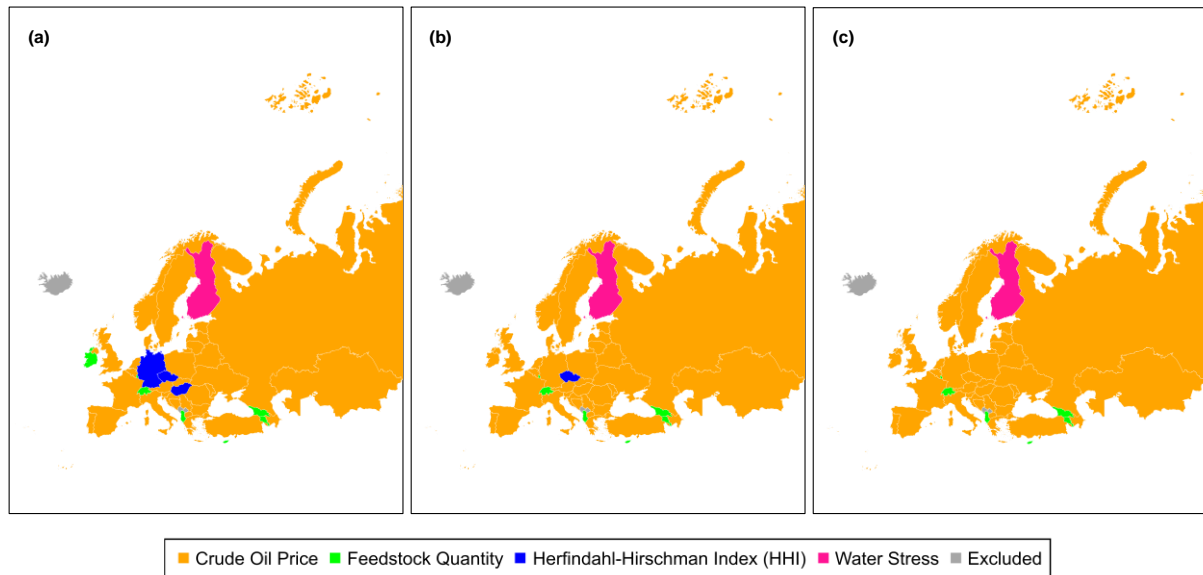 (a)
(b)
(c)
Crude Oil Price Feedstock Quantity Herfindahl-Hirschman Index (HHI) Water Stress Excluded